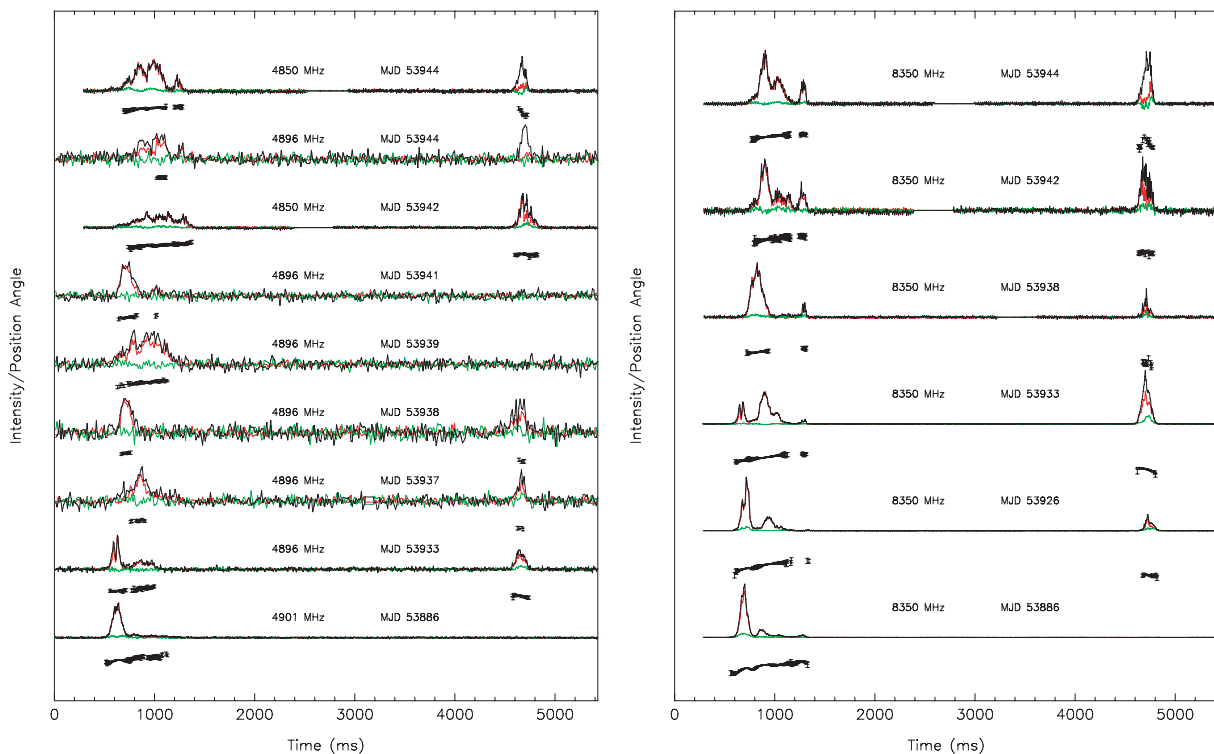 4850 MHz MJD 53944
4896 MHz MJD 53944
4850 MHz MJD 53942
4896 MHz MJD 53941
4896 MHz MJD 53939
4896 MHz MJD 53938
4896 MHz MJD 53937
4896 MHz MJD 53933
4901 MHz MJD 53886
Intensity/Position Angle
0 1000 2000 3000 4000 5000
Time (ms)
8350 MHz MJD 53944
8350 MHz MJD 53942
8350 MHz MJD 53938
8350 MHz MJD 53933
8350 MHz MJD 53926
8350 MHz MJD 53886
Intensity/Position Angle
0 1000 2000 3000 4000 5000
Time (ms)